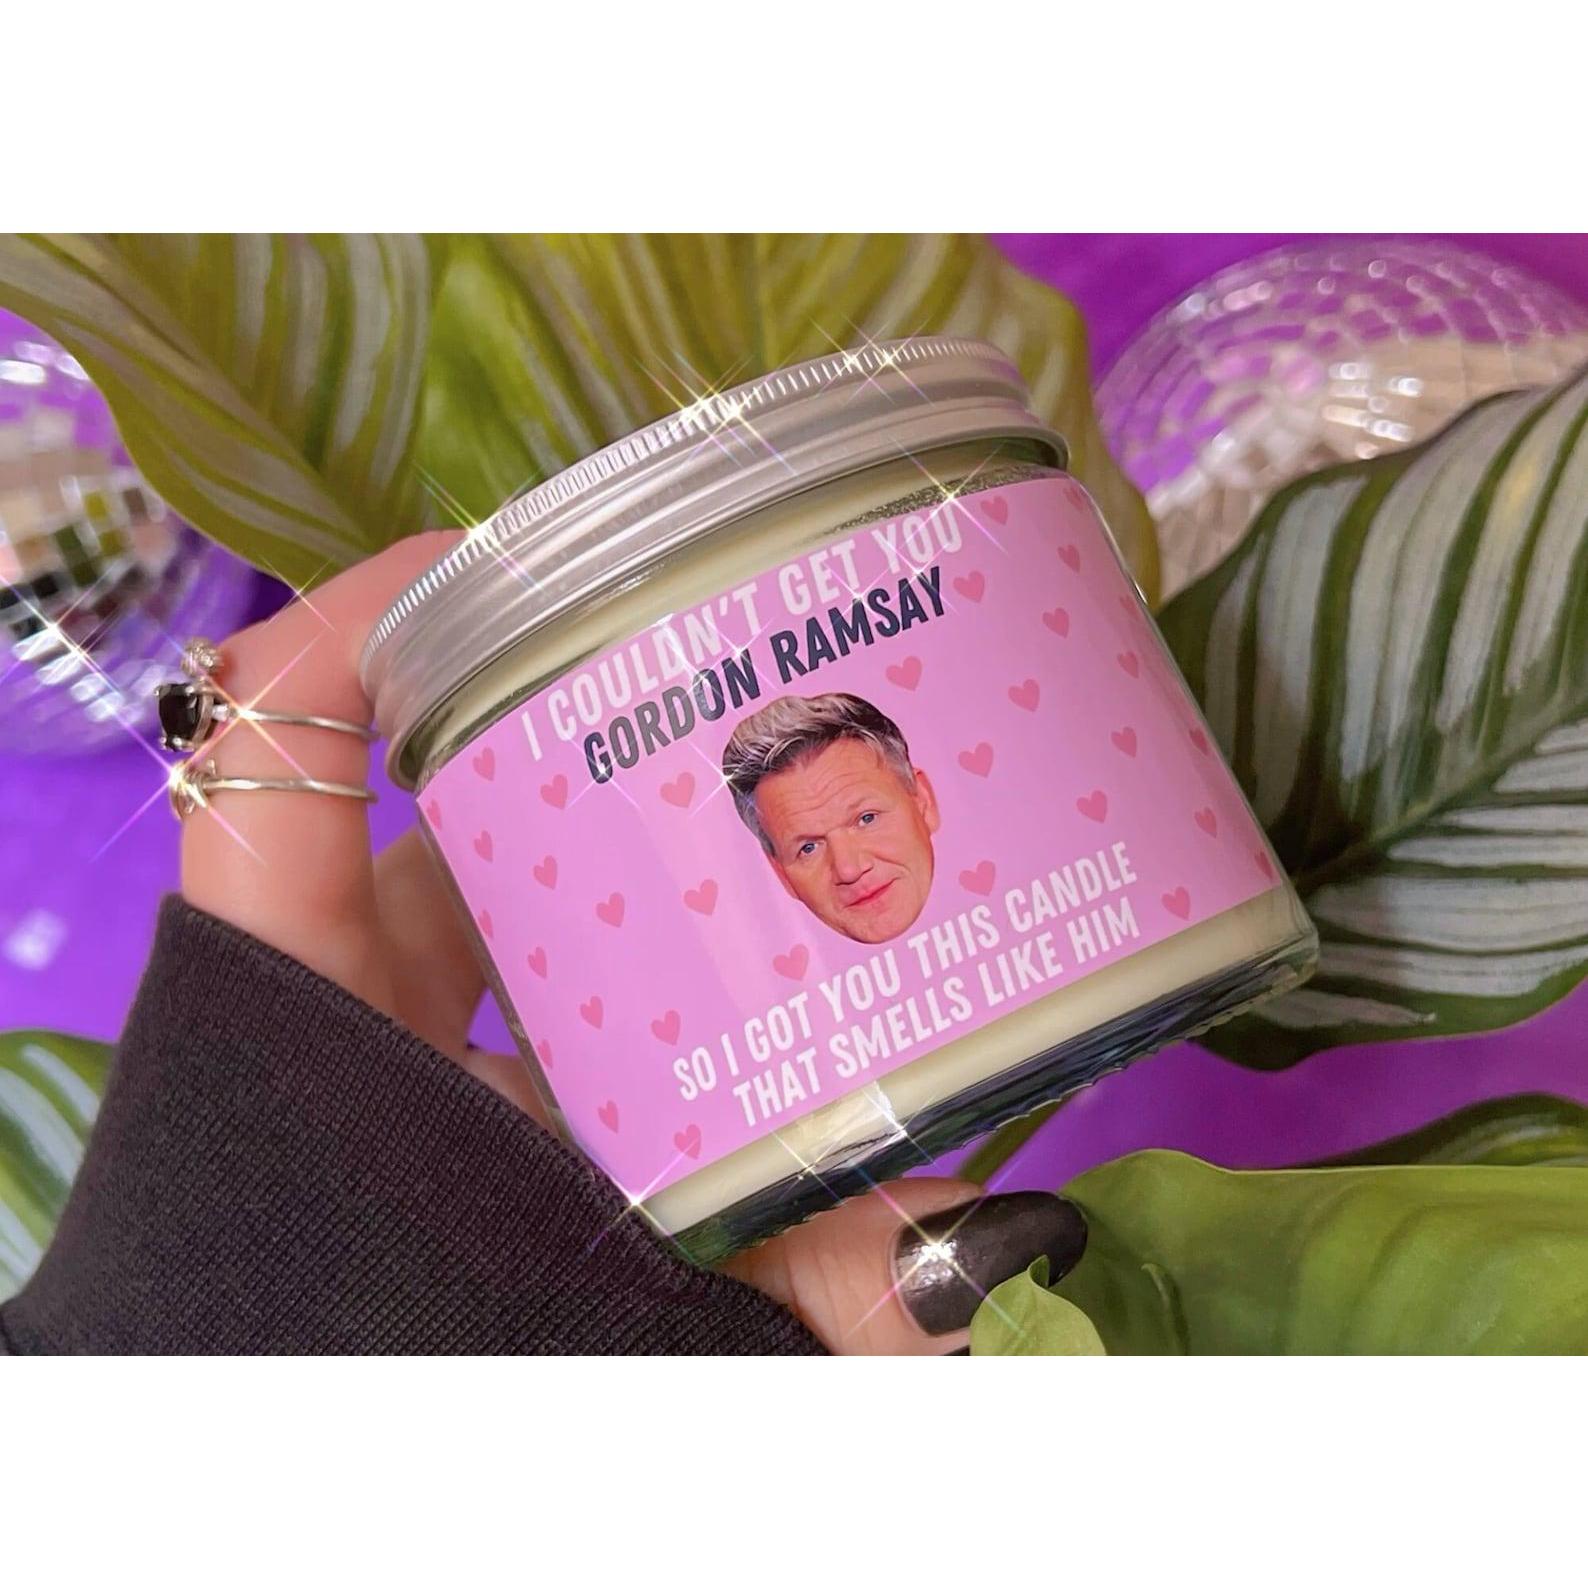 I COULDN'T GET YOU
GORDON RAMSAY
SO I GOT YOU THIS CANDLE
THAT SMELLS LIKE HIM